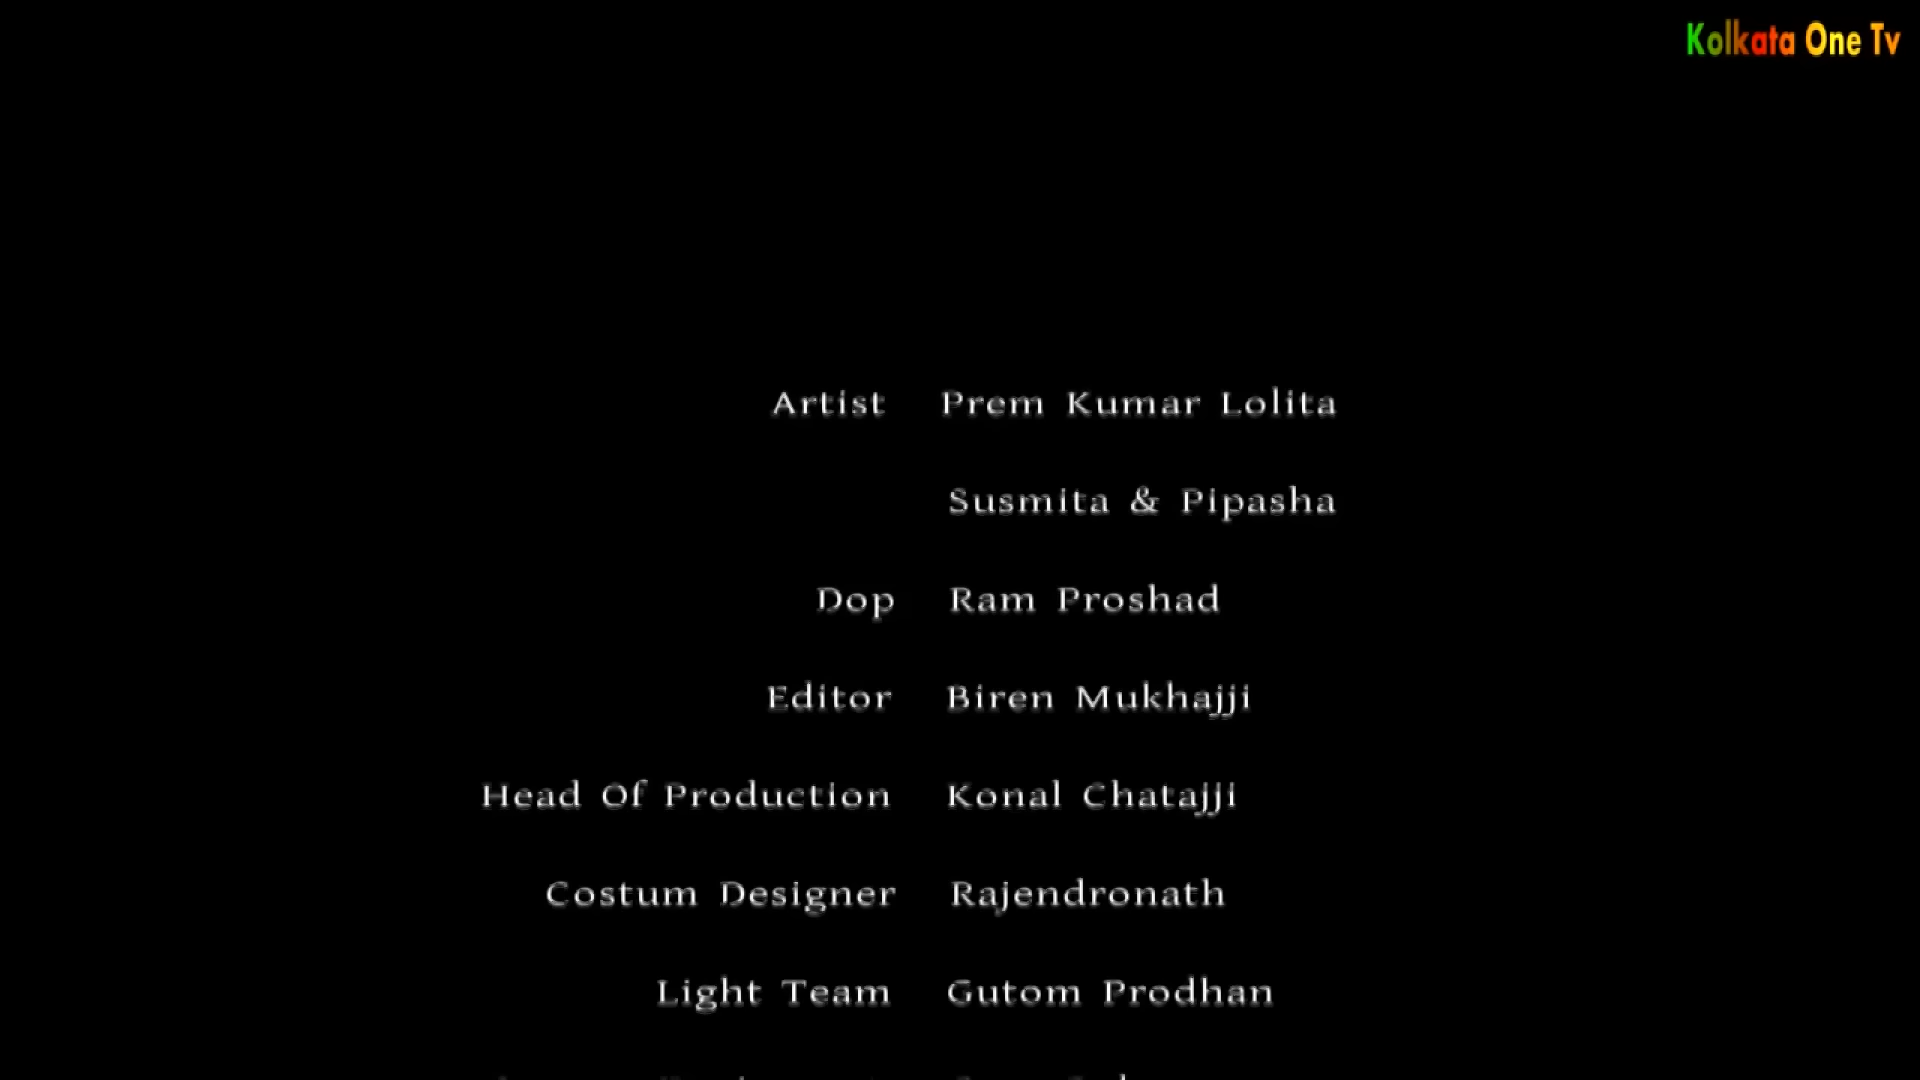 Kolkata One Tv
Artist Prem Kumar Lolita
Susmita & Pipasha
Dop Ram Proshad
Editor Biren Mukhajji
Head Of Production Konal Chatajji
Costum Designer Rajendronath
Light Team Gutom Prodhan